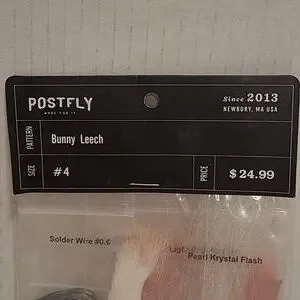 POSTFLY
MADE FOR IT
Since 2013
NEWBURY, MA USA
PATTERN
Bunny Leech
SIZE
#4
PRICE
$24.99
Solder Wire #0.6
Pearl Krystal Flash